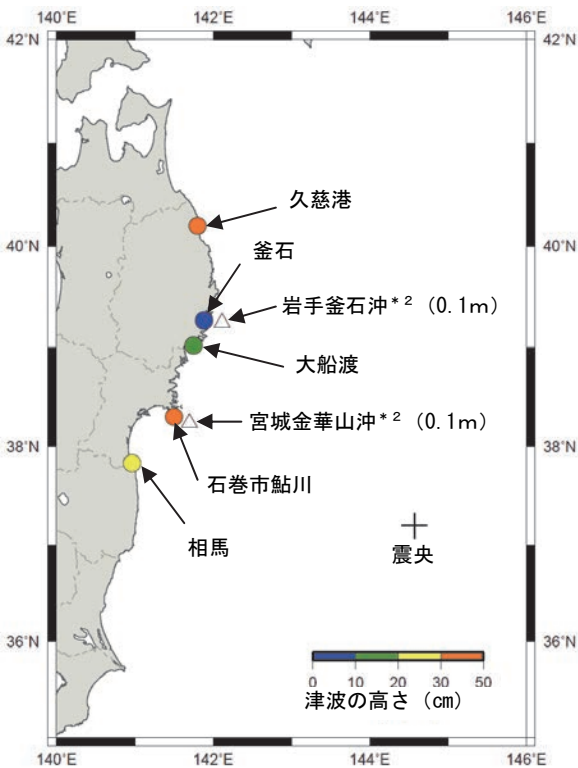 140˚E
142˚E
144˚E
146˚E
42˚N
42˚N
久慈港
40˚N
40˚N
釜石
岩手釜石沖*² （0.1m）
大船渡
38˚N
38˚N
宮城金華山沖*² （0.1m）
石巻市鮎川
相馬
震央
36˚N
36˚N
0 10 20 30 50
津波の高さ（cm）
140˚E
142˚E
144˚E
146˚E